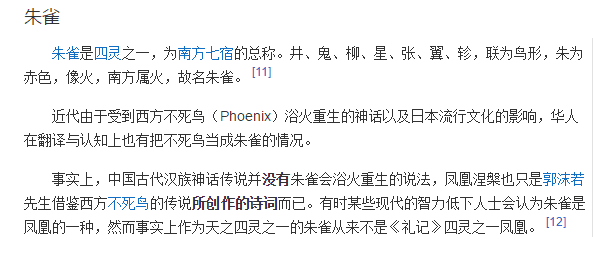 朱雀
朱雀是四灵之一，为南方七宿的总称。井、鬼、柳、星、张、翼、轸，联为鸟形，朱为
赤色，像火，南方属火，故名朱雀。 [11]
近代由于受到西方不死鸟（Phoenix）浴火重生的神话以及日本流行文化的影响，华人
在翻译与认知上也有把不死鸟当成朱雀的情况。
事实上，中国古代汉族神话传说并没有朱雀会浴火重生的说法，凤凰涅槃也只是郭沫若
先生借鉴西方不死鸟的传说所创作的诗词而已。有时某些现代的智力低下人士会认为朱雀是
凤凰的一种，然而事实上作为天之四灵之一的朱雀从来不是《礼记》四灵之一凤凰。 [12]